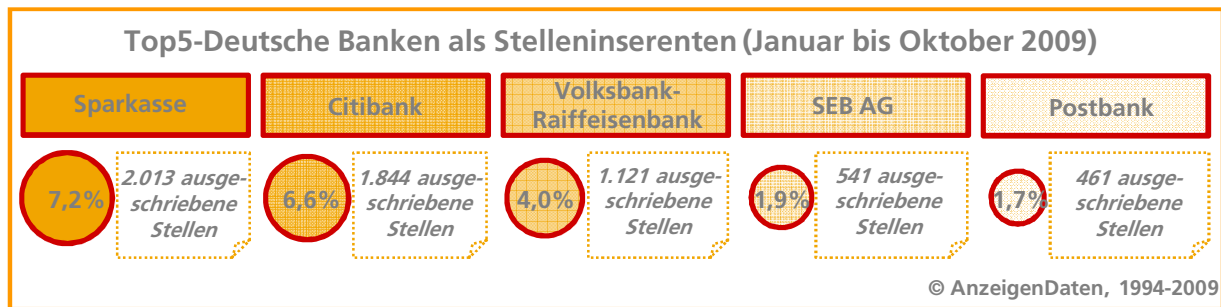 Top5-Deutsche Banken als Stelleninserenten (Januar bis Oktober 2009)
Sparkasse
Citibank
Volksbank-
Raiffeisenbank
SEB AG
Postbank
7,2%
2.013 ausge-
schriebene
Stellen
6,6%
1.844 ausge-
schriebene
Stellen
4,0%
1.121 ausge-
schriebene
Stellen
1,9%
541 ausge-
schriebene
Stellen
1,7%
461 ausge-
schriebene
Stellen
© AnzeigenDaten, 1994-2009